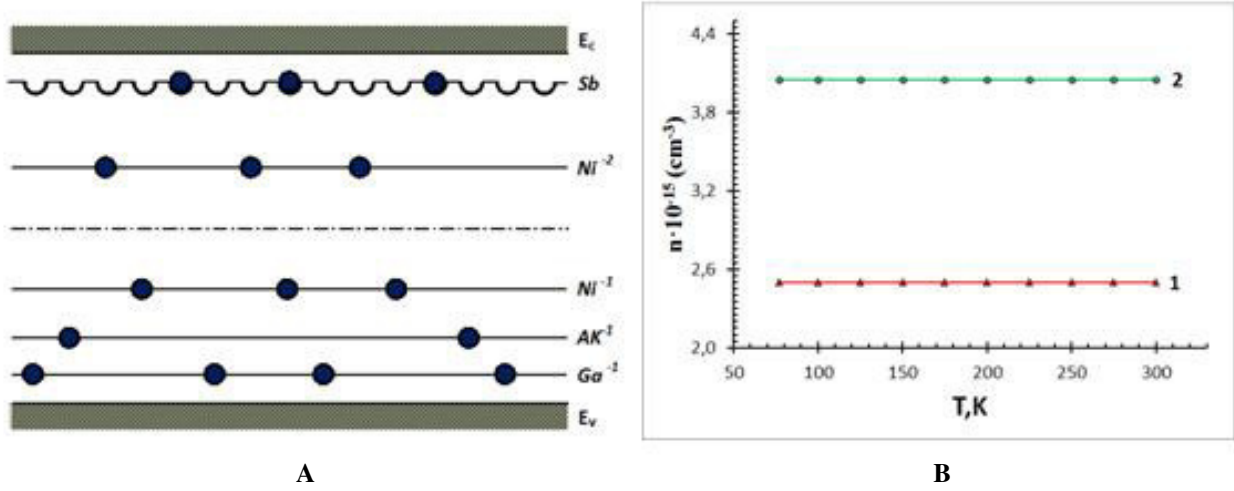 E_c
Sb
Ni⁻²
Ni⁻¹
AK⁻¹
Ga⁻¹
E_v
A
4,4
3,8
3,2
2,6
2,0
n·10⁻¹⁵ (cm⁻³)
2
1
50 100 150 200 250 300
T,K
B